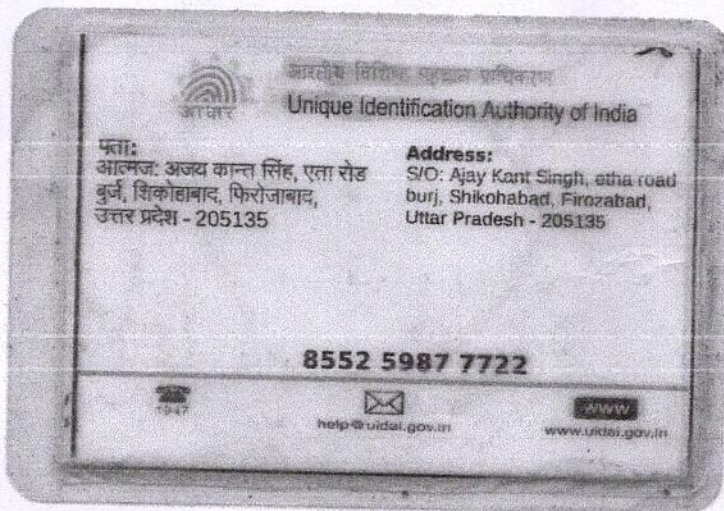 भारतीय विशिष्ट पहचान प्राधिकरण
आधार
Unique Identification Authority of India
पता:
आत्मज: अजय कान्त सिंह, एता रोड
बुर्ज, शिकोहाबाद, फिरोजाबाद,
उत्तर प्रदेश - 205135
Address:
S/O: Ajay Kant Singh, etha road
burj, Shikohabad, Firozabad,
Uttar Pradesh - 205135
8552 5987 7722
1947
help@uidai.gov.in
www
www.uidai.gov.in